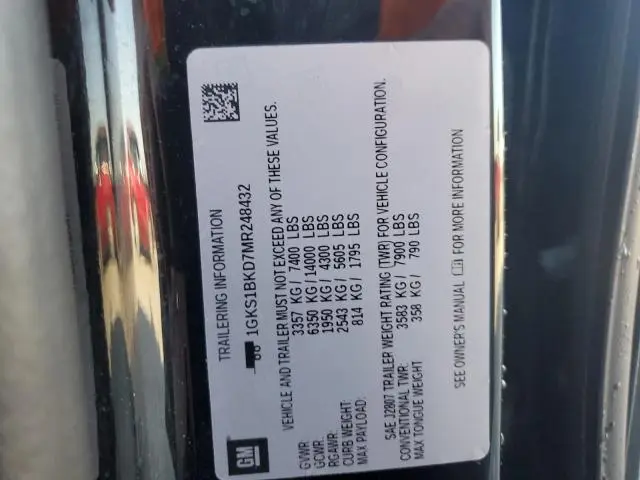 GM
TRAILERING INFORMATION
1GKS1BKD7MR248432
VEHICLE AND TRAILER MUST NOT EXCEED ANY OF THESE VALUES.
GVWR: 3357 KG / 7400 LBS
GCWR: 6350 KG / 14000 LBS
RGAWR: 1950 KG / 4300 LBS
CURB WEIGHT: 2543 KG / 5605 LBS
MAX PAYLOAD: 814 KG / 1795 LBS
SAE J2807 TRAILER WEIGHT RATING (TWR) FOR VEHICLE CONFIGURATION.
CONVENTIONAL TWR: 3583 KG / 7900 LBS
MAX TONGUE WEIGHT 358 KG / 790 LBS
SEE OWNER'S MANUAL FOR MORE INFORMATION